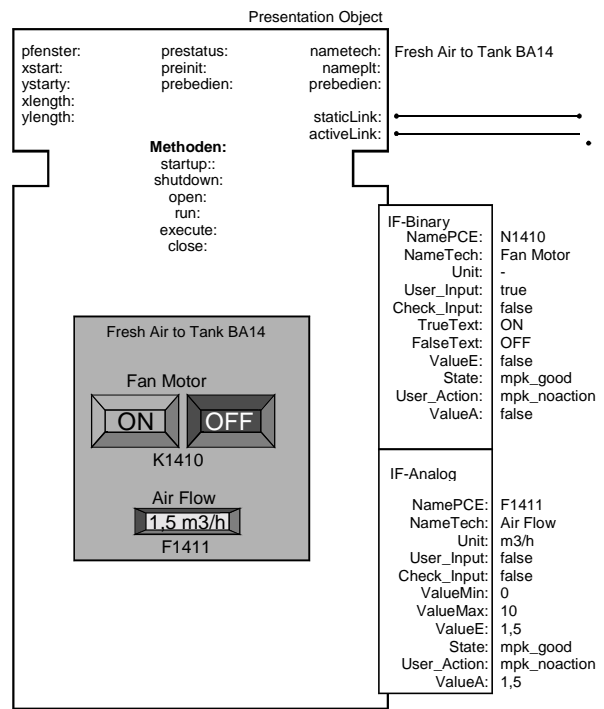 Presentation Object
pfenster: prestatus: nametech: Fresh Air to Tank BA14
xstart: preinit: nameplt:
ystarty: prebedien: prebedien:
xlength:
ylength: staticLink:
activeLink:
Methoden:
startup::
shutdown:
open:
run:
execute:
close:
Fresh Air to Tank BA14
Fan Motor
ON OFF
K1410
Air Flow
1,5 m3/h
F1411
IF-Binary
NamePCE: N1410
NameTech: Fan Motor
Unit: -
User_Input: true
Check_Input: false
TrueText: ON
FalseText: OFF
ValueE: false
State: mpk_good
User_Action: mpk_noaction
ValueA: false
IF-Analog
NamePCE: F1411
NameTech: Air Flow
Unit: m3/h
User_Input: false
Check_Input: false
ValueMin: 0
ValueMax: 10
ValueE: 1,5
State: mpk_good
User_Action: mpk_noaction
ValueA: 1,5